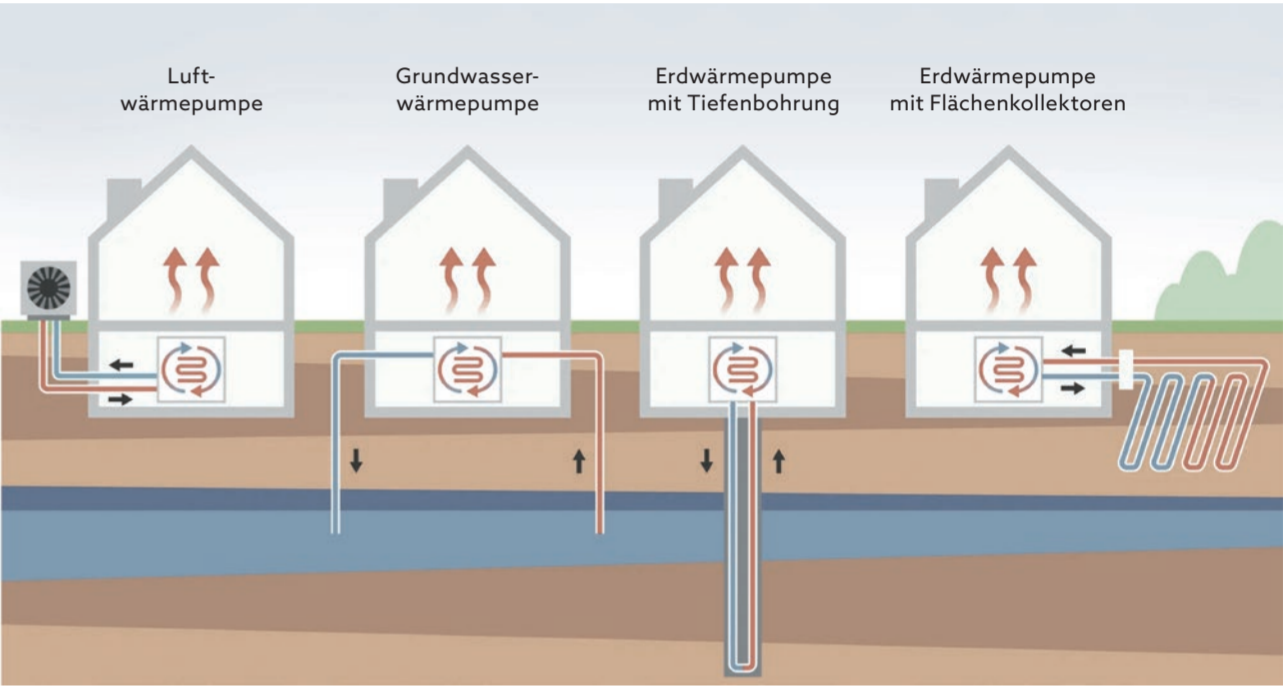 Luft-
wärmepumpe
Grundwasser-
wärmepumpe
Erdwärmepumpe
mit Tiefenbohrung
Erdwärmepumpe
mit Flächenkollektoren